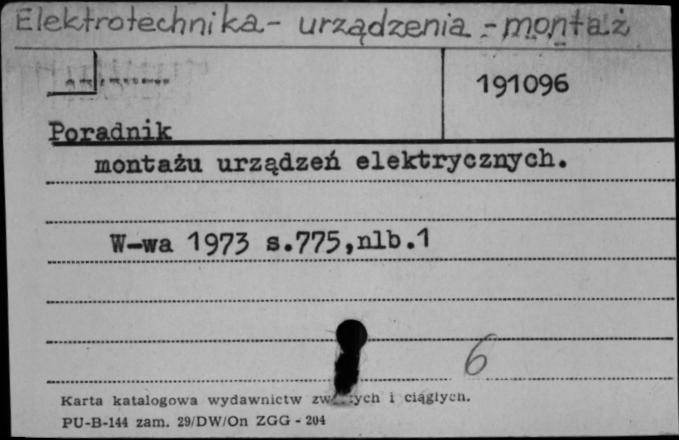 Elektrotechnika - urządzenia - montaż
191096
Poradnik
montażu urządzeń elektrycznych.
W-wa 1973 s.775,nlb.1
6
Karta katalogowa wydawnictw i ciągłych.
PU-B-144 zam. 29/DW/On ZGG - 204